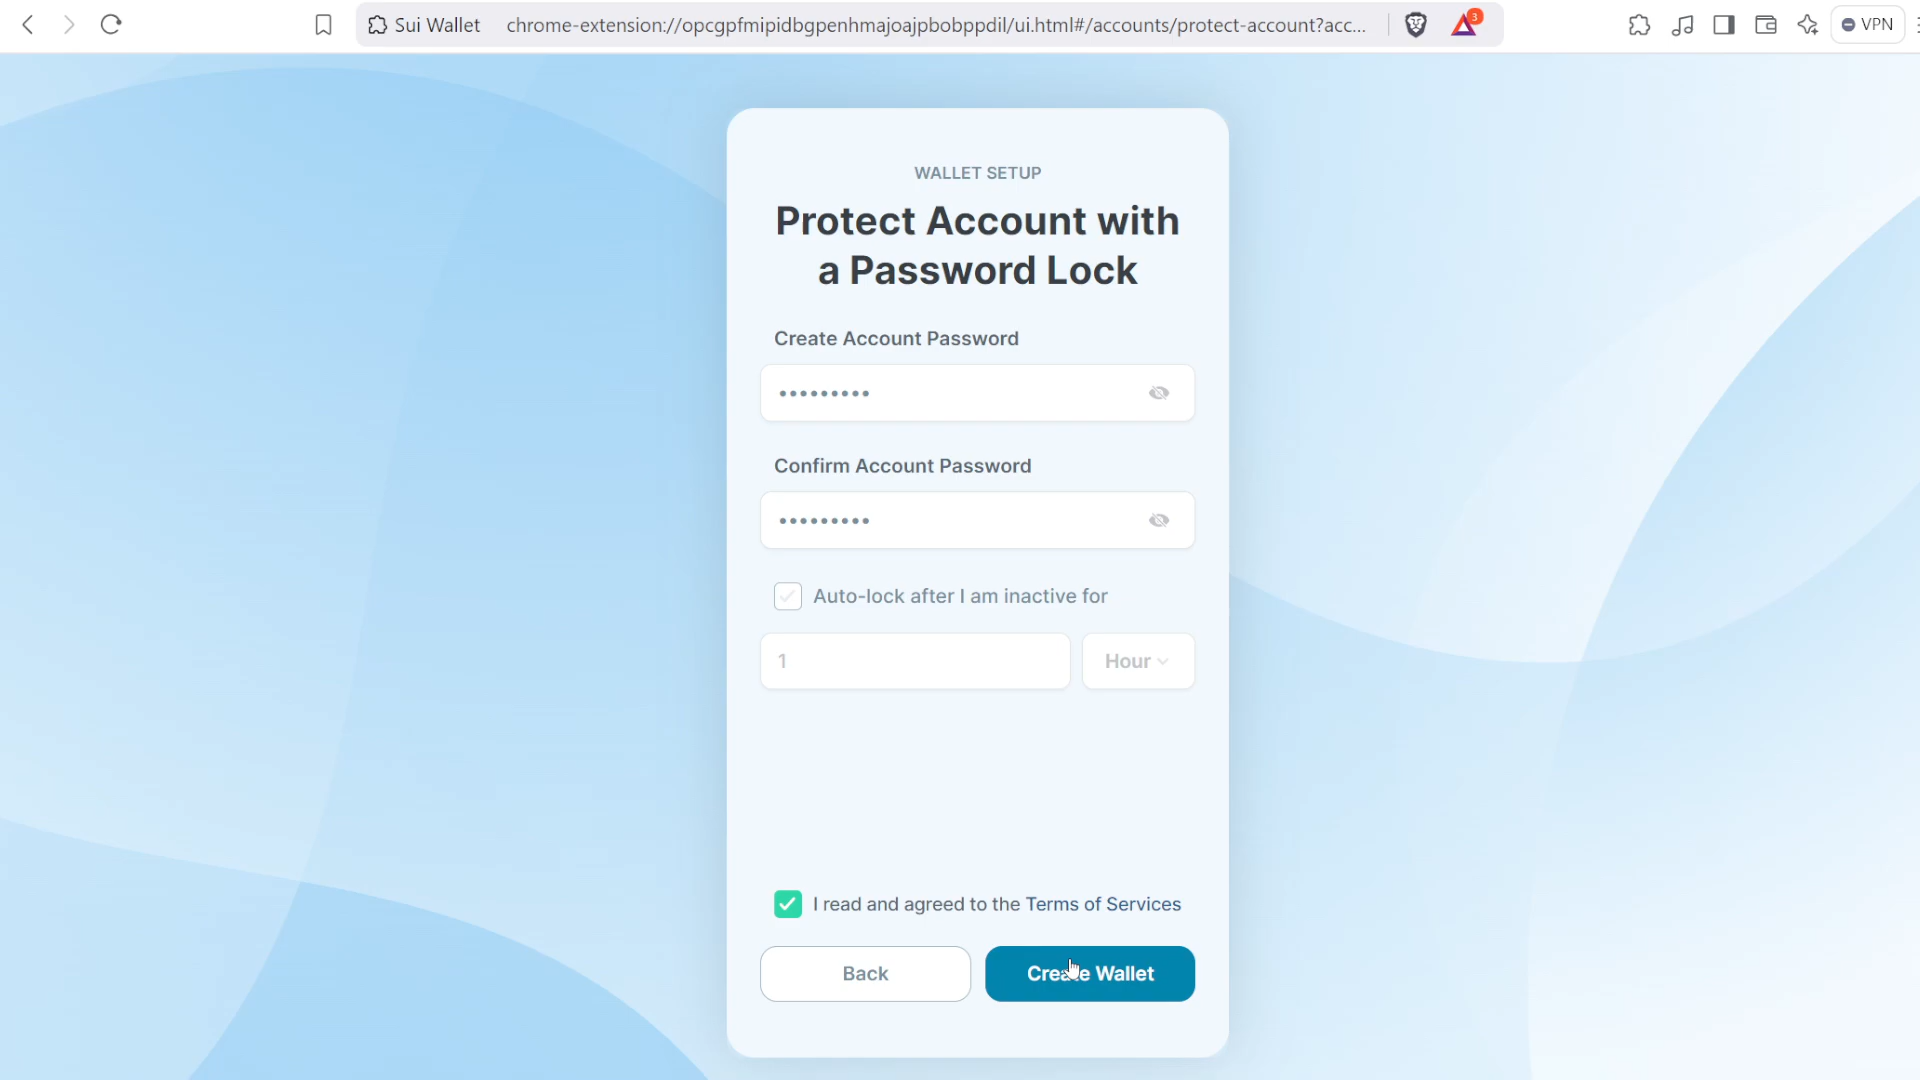 Sui Wallet chrome-extension://opcgpfmipidbgpenhmajoajpbobppdil/ui.html#/accounts/protect-account?acc... 3 VPN
WALLET SETUP
Protect Account with
a Password Lock
Create Account Password
•••••••••
Confirm Account Password
•••••••••
Auto-lock after I am inactive for
1 Hour
I read and agreed to the Terms of Services
Back Create Wallet